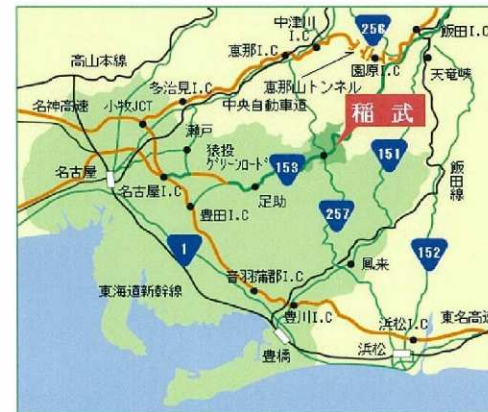 中津川
I.C
256
飯田I.C
恵那I.C
高山本線
園原I.C
天竜峡
多治見I.C
恵那山トンネル
名神高速
小牧JCT
中央自動車道
稲武
瀬戸
猿投
グリーンロード
153
151
飯田線
名古屋
名古屋I.C
足助
豊田I.C
257
1
152
鳳来
音羽蒲郡I.C
東海道新幹線
豊川I.C
浜松I.C
東名高速
豊橋
浜松